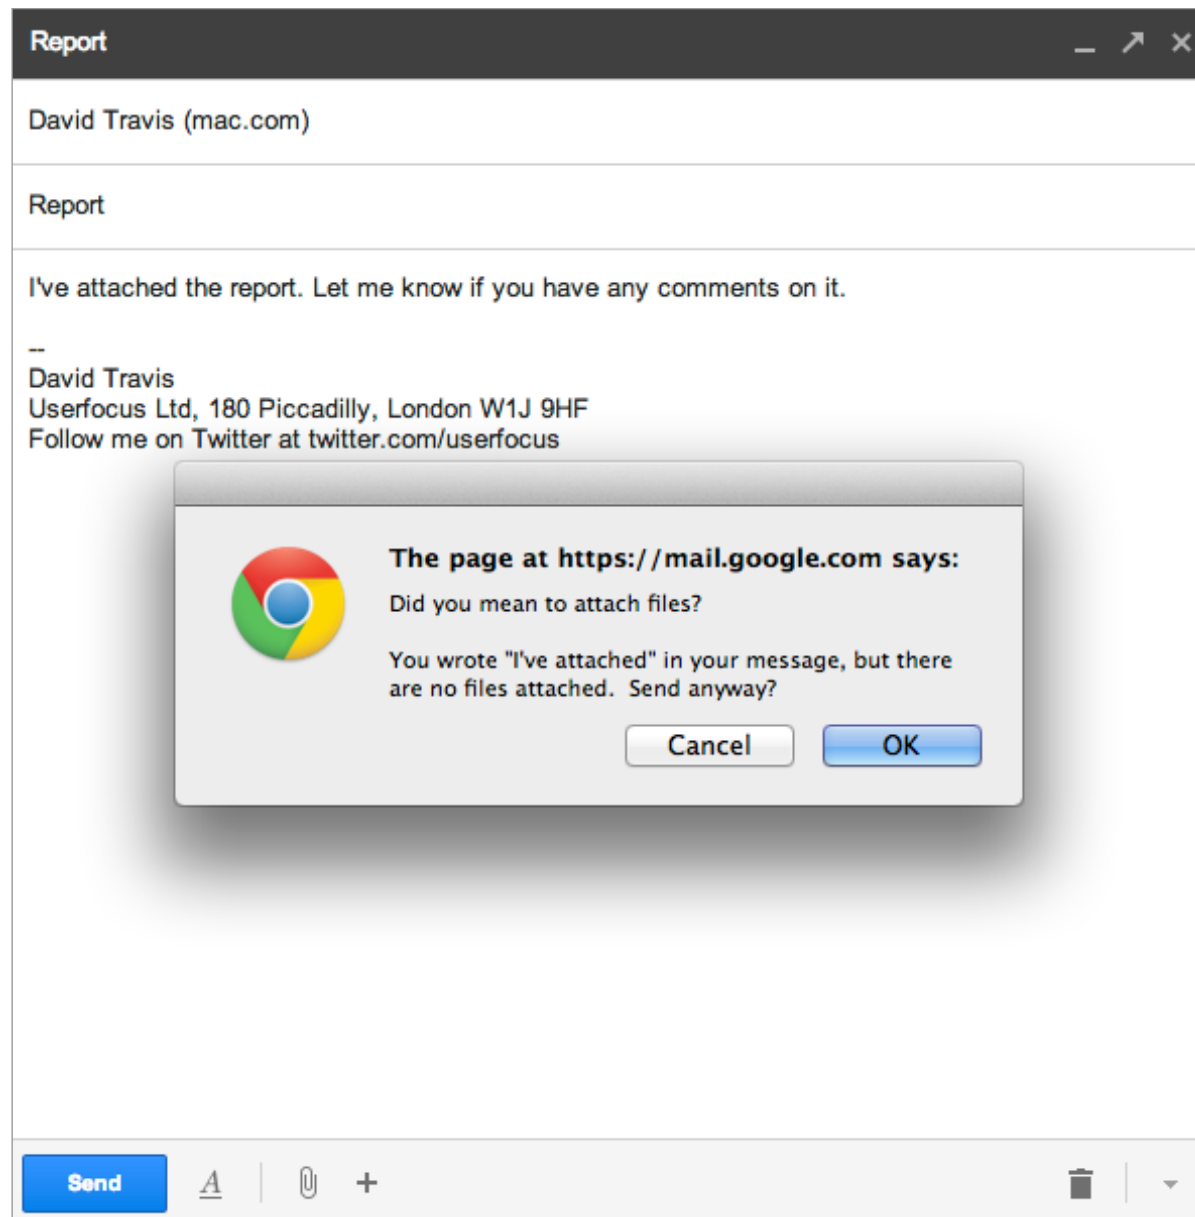 Report
David Travis (mac.com)
Report
I've attached the report. Let me know if you have any comments on it.
--
David Travis
Userfocus Ltd, 180 Piccadilly, London W1J 9HF
Follow me on Twitter at twitter.com/userfocus
The page at https://mail.google.com says:
Did you mean to attach files?
You wrote "I've attached" in your message, but there
are no files attached.  Send anyway?
Cancel
OK
Send
A